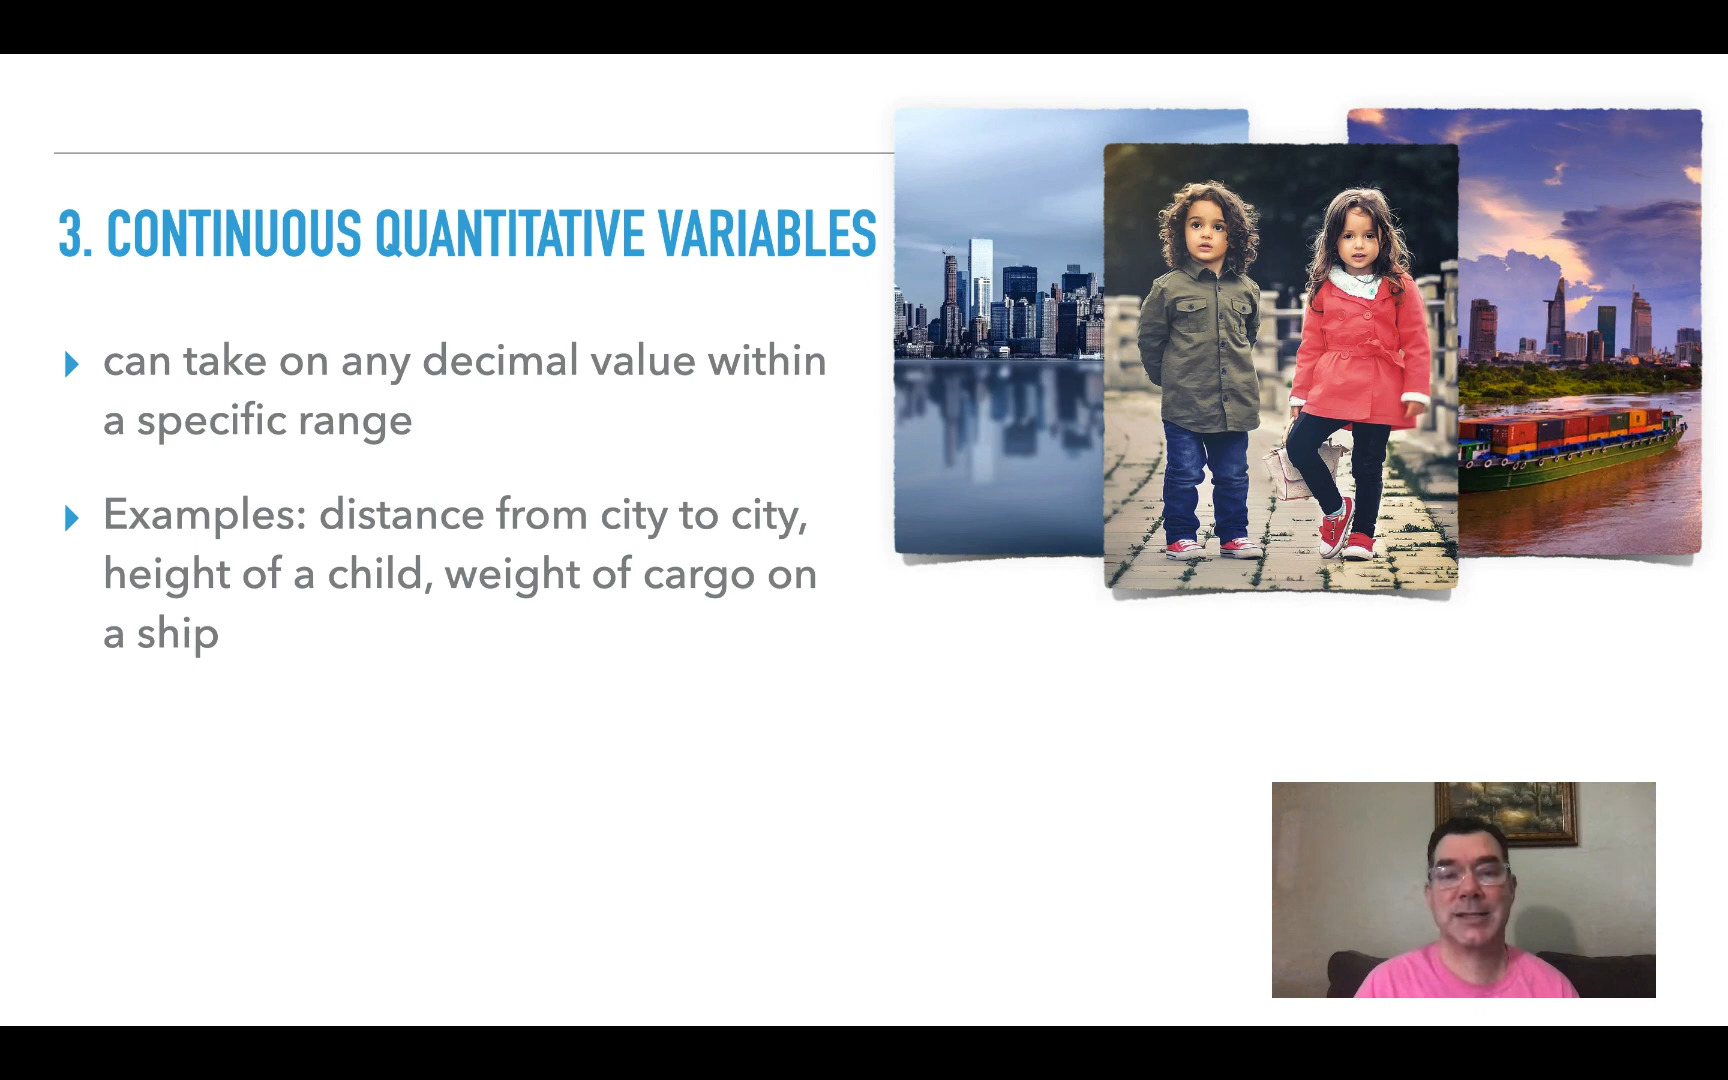 3. CONTINUOUS QUANTITATIVE VARIABLES
can take on any decimal value within
a specific range
Examples: distance from city to city,
height of a child, weight of cargo on
a ship